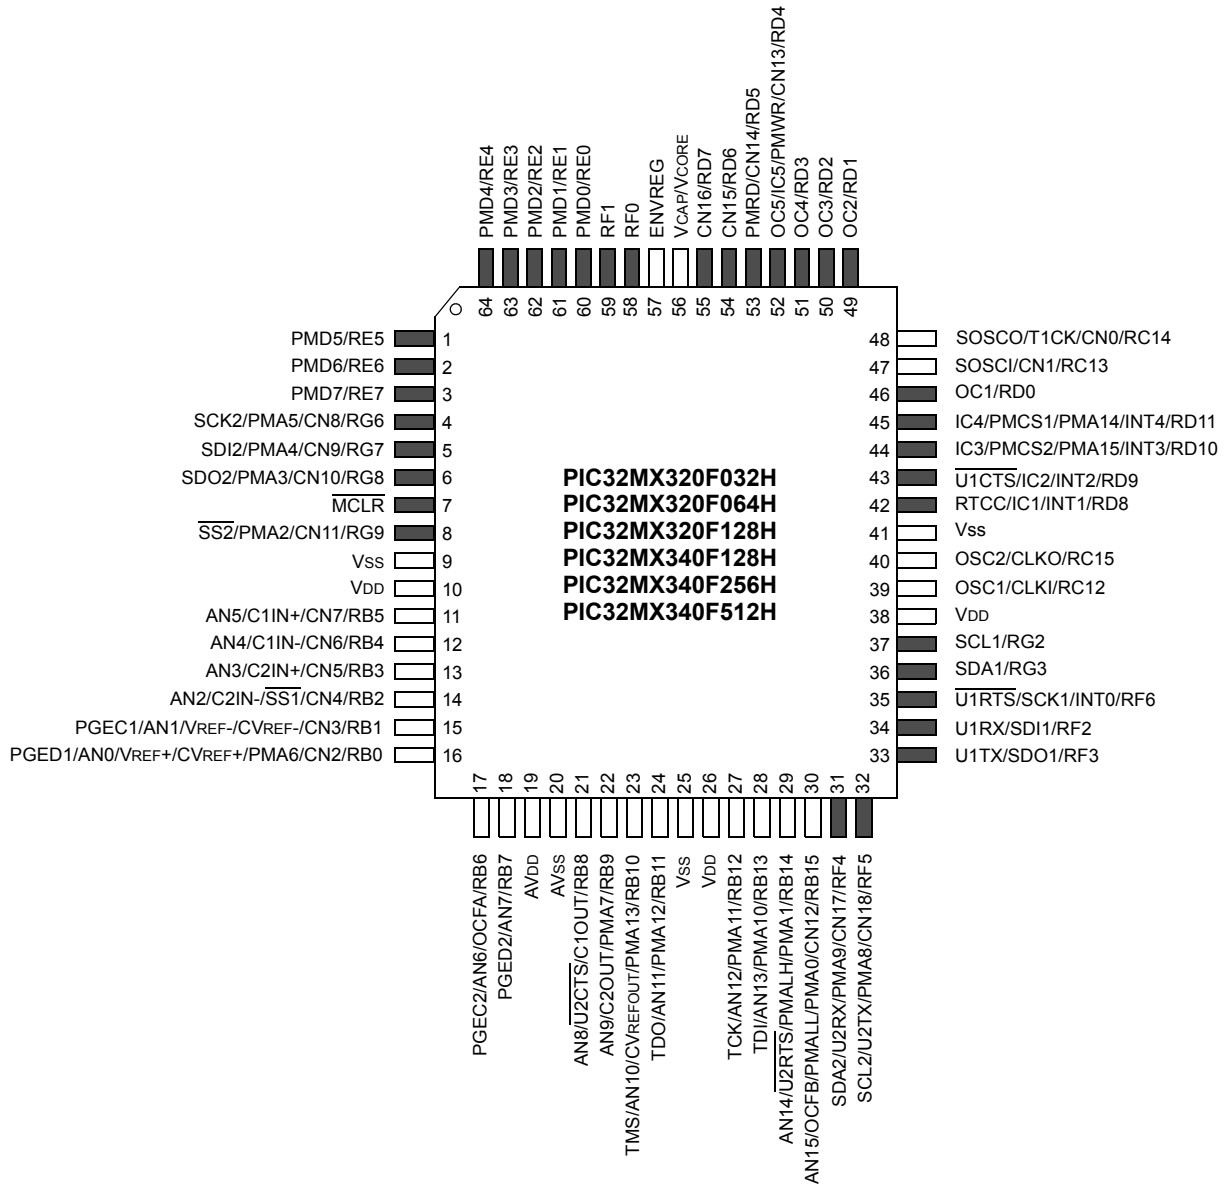 PMD4/RE4
PMD3/RE3
PMD2/RE2
PMD1/RE1
PMD0/RE0
RF1
RF0
ENVREG
VCAP/VCORE
CN16/RD7
CN15/RD6
PMRD/CN14/RD5
OC5/IC5/PMWR/CN13/RD4
OC4/RD3
OC3/RD2
OC2/RD1
64
63
62
61
60
59
58
57
56
55
54
53
52
51
50
49
PMD5/RE5 1
PMD6/RE6 2
PMD7/RE7 3
SCK2/PMA5/CN8/RG6 4
SDI2/PMA4/CN9/RG7 5
SDO2/PMA3/CN10/RG8 6
MCLR 7
SS2/PMA2/CN11/RG9 8
VSS 9
VDD 10
AN5/C1IN+/CN7/RB5 11
AN4/C1IN-/CN6/RB4 12
AN3/C2IN+/CN5/RB3 13
AN2/C2IN-/SS1/CN4/RB2 14
PGEC1/AN1/VREF-/CVREF-/CN3/RB1 15
PGED1/AN0/VREF+/CVREF+/PMA6/CN2/RB0 16
PIC32MX320F032H
PIC32MX320F064H
PIC32MX320F128H
PIC32MX340F128H
PIC32MX340F256H
PIC32MX340F512H
48 SOSCO/T1CK/CN0/RC14
47 SOSCI/CN1/RC13
46 OC1/RD0
45 IC4/PMCS1/PMA14/INT4/RD11
44 IC3/PMCS2/PMA15/INT3/RD10
43 U1CTS/IC2/INT2/RD9
42 RTCC/IC1/INT1/RD8
41 Vss
40 OSC2/CLKO/RC15
39 OSC1/CLKI/RC12
38 VDD
37 SCL1/RG2
36 SDA1/RG3
35 U1RTS/SCK1/INT0/RF6
34 U1RX/SDI1/RF2
33 U1TX/SDO1/RF3
17
18
19
20
21
22
23
24
25
26
27
28
29
30
31
32
PGEC2/AN6/OCFA/RB6
PGED2/AN7/RB7
AVDD
AVSS
AN8/U2CTS/C1OUT/RB8
AN9/C2OUT/PMA7/RB9
TMS/AN10/CVREFOUT/PMA13/RB10
TDO/AN11/PMA12/RB11
VSS
VDD
TCK/AN12/PMA11/RB12
TDI/AN13/PMA10/RB13
AN14/U2RTS/PMALH/PMA1/RB14
AN15/OCFB/PMALL/PMA0/CN12/RB15
SDA2/U2RX/PMA9/CN17/RF4
SCL2/U2TX/PMA8/CN18/RF5